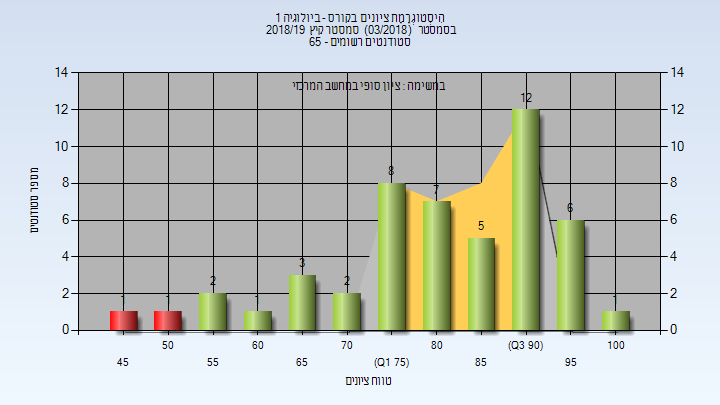 היסטוגרמת ציונים בקורס - ביולוגיה 1
בסמסטר (03/2018) סמסטר קיץ 2018/19
סטודנטים רשומים - 65
במשימה : ציון סופי במחשב המרכזי
מספר סטודנטים
14 14
12 12
10 10
8 8
6 6
4 4
2 2
0 0
1 1 2 1 3 2 8 7 5 12 6 1
50 60 70 80 (Q3 90) 100
45 55 65 (Q1 75) 85 95
טווח ציונים